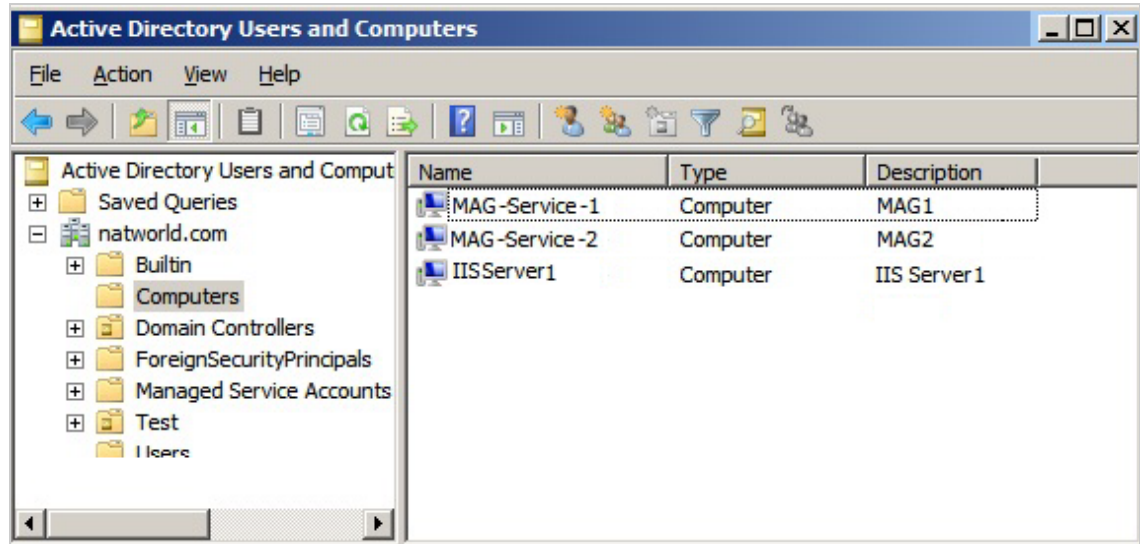 Active Directory Users and Computers
File Action View Help
Active Directory Users and Comput
Saved Queries
natworld.com
Builtin
Computers
Domain Controllers
ForeignSecurityPrincipals
Managed Service Accounts
Test
Users
Name Type Description
MAG-Service-1 Computer MAG1
MAG-Service-2 Computer MAG2
IISServer1 Computer IIS Server1